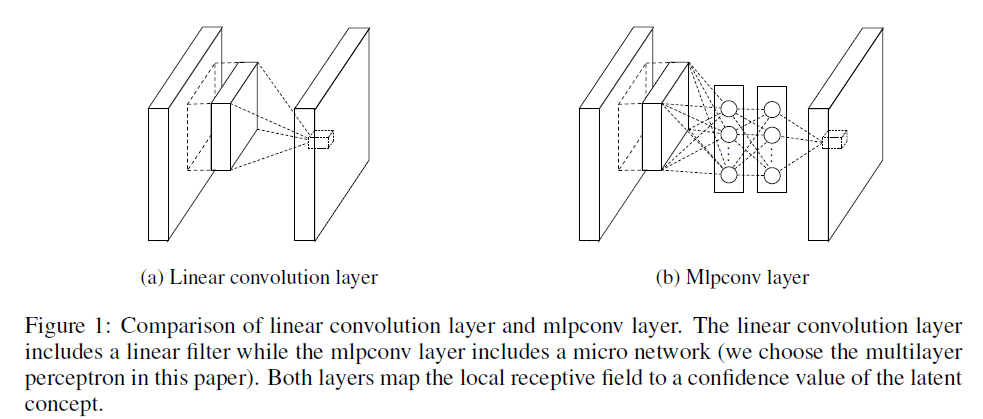 (a) Linear convolution layer
(b) Mlpconv layer
Figure 1: Comparison of linear convolution layer and mlpconv layer. The linear convolution layer
includes a linear filter while the mlpconv layer includes a micro network (we choose the multilayer
perceptron in this paper). Both layers map the local receptive field to a confidence value of the latent
concept.